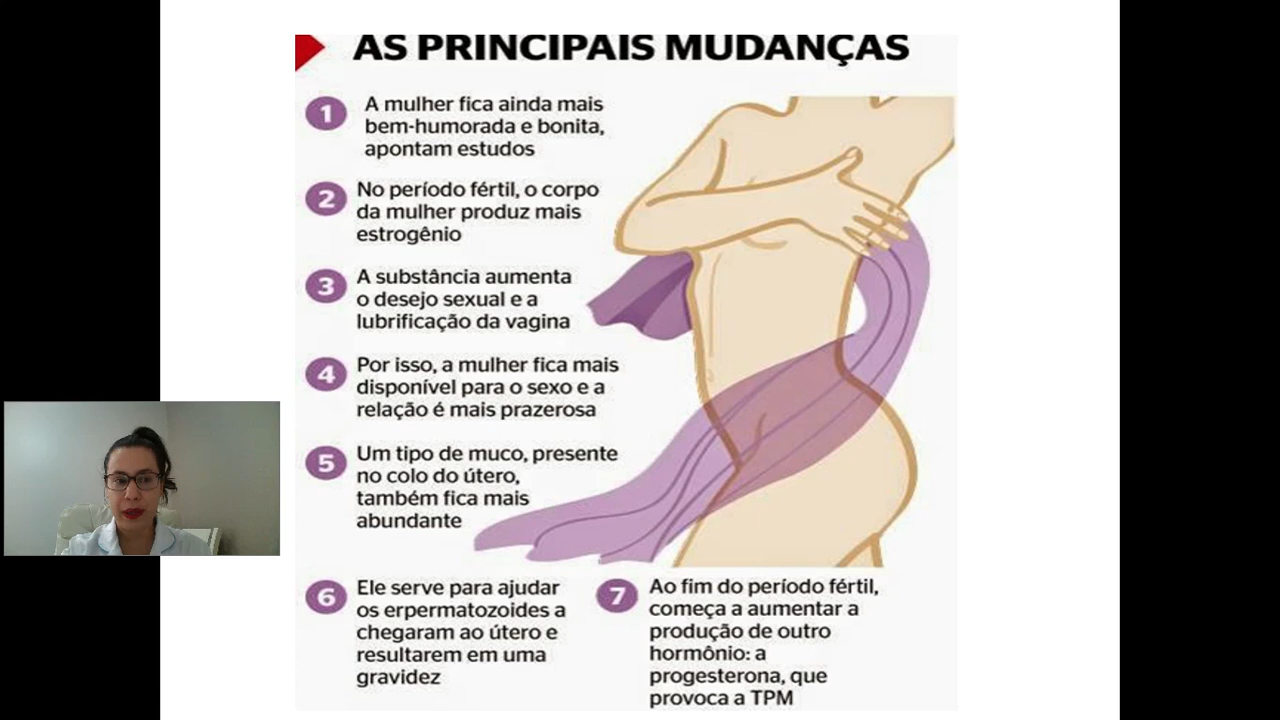 AS PRINCIPAIS MUDANÇAS
1
A mulher fica ainda mais
bem-humorada e bonita,
apontam estudos
2
No período fértil, o corpo
da mulher produz mais
estrogênio
3
A substância aumenta
o desejo sexual e a
lubrificação da vagina
4
Por isso, a mulher fica mais
disponível para o sexo e a
relação é mais prazerosa
5
Um tipo de muco, presente
no colo do útero,
também fica mais
abundante
6
Ele serve para ajudar
os erpermatozoides a
chegaram ao útero e
resultarem em uma
gravidez
7
Ao fim do período fértil,
começa a aumentar a
produção de outro
hormônio: a
progesterona, que
provoca a TPM